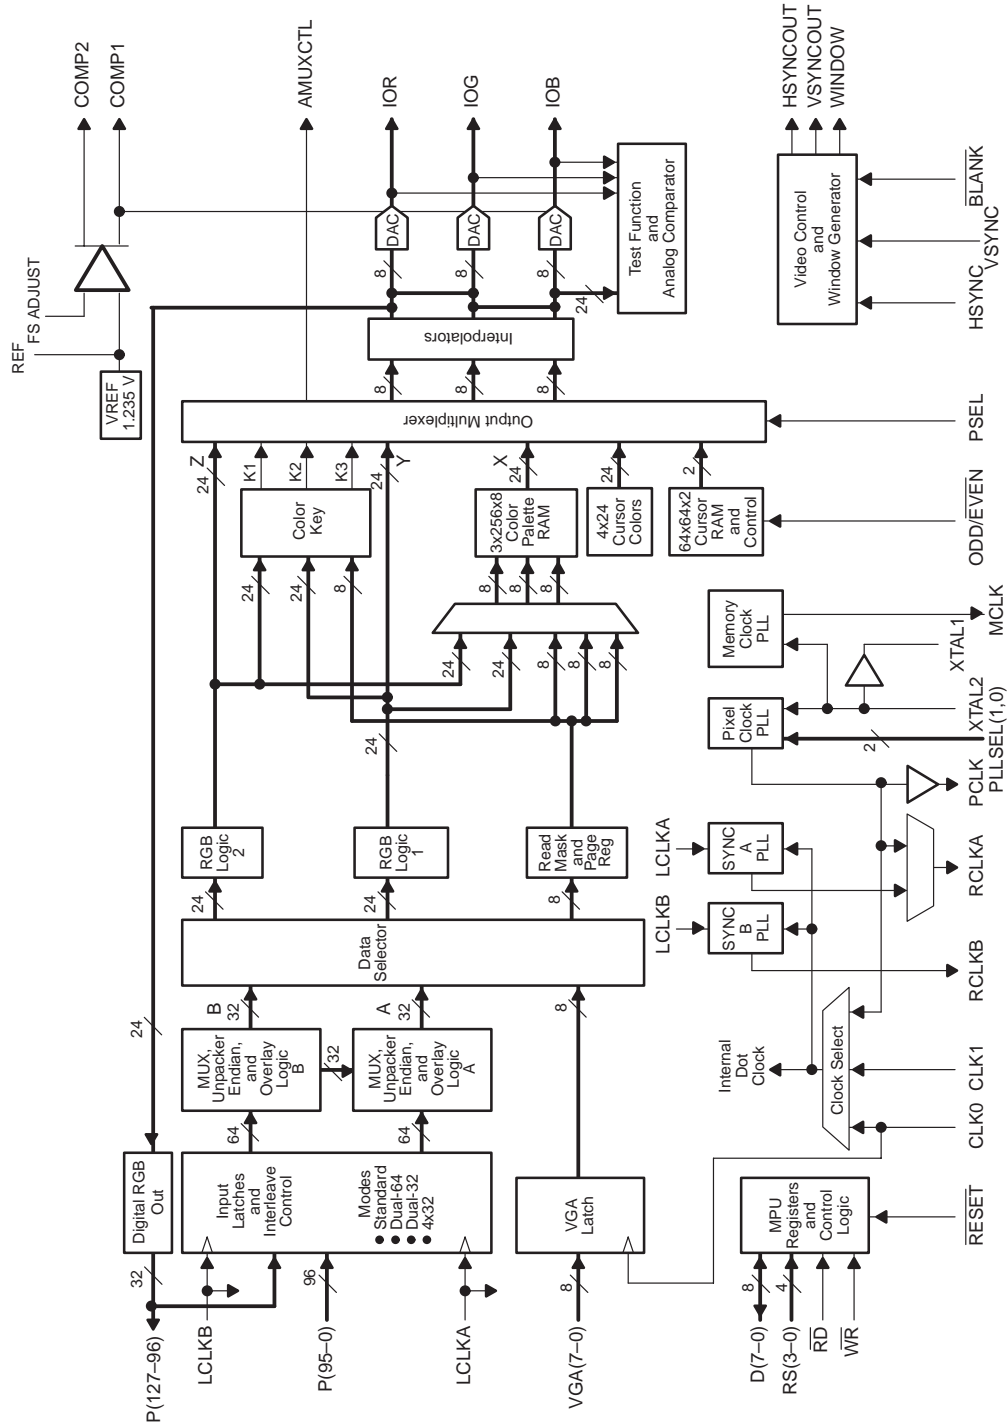 P(127–96)
LCLKB
P(95–0)
LCLKA
VGA(7–0)
D(7–0)
RS(3–0)
RD
WR
32
96
8
8
4
Digital RGB
Out
Input
Latches
and
Interleave
Control
Modes
● Standard
● Dual-64
● Dual-32
● 4x32
VGA
Latch
MPU
Registers
and
Control
Logic
RESET
24
64
64
MUX,
Unpacker
Endian,
and
Overlay
Logic
B
32
MUX,
Unpacker
Endian,
and
Overlay
Logic
A
B
32
A
32
8
Data
Selector
24
24
8
RGB
Logic
2
RGB
Logic
1
Read
Mask
and
Page
Reg
24
24
24
8
24
24
8
8
8
Color
Key
K1
K2
K3
8
8
8
3x256x8
Color
Palette
RAM
4x24
Cursor
Colors
64x64x2
Cursor
RAM
and
Control
ODD/EVEN
Z
24
Y
24
X
24
24
2
Output Multiplexer
PSEL
8
8
8
Interpolators
8
8
8
24
DAC
DAC
DAC
Test Function
and
Analog Comparator
VREF
1.235 V
REF
FS ADJUST
COMP2
COMP1
AMUXCTL
IOR
IOG
IOB
Internal
Dot
Clock
Clock Select
CLK0
CLK1
LCLKB
SYNC
B
PLL
RCLKB
LCLKA
SYNC
A
PLL
RCLKA
PCLK
Pixel
Clock
PLL
2
PLLSEL(1,0)
XTAL2
XTAL1
Memory
Clock
PLL
MCLK
Video Control
and
Window Generator
HSYNC
VSYNC
BLANK
HSYNCOUT
VSYNCOUT
WINDOW